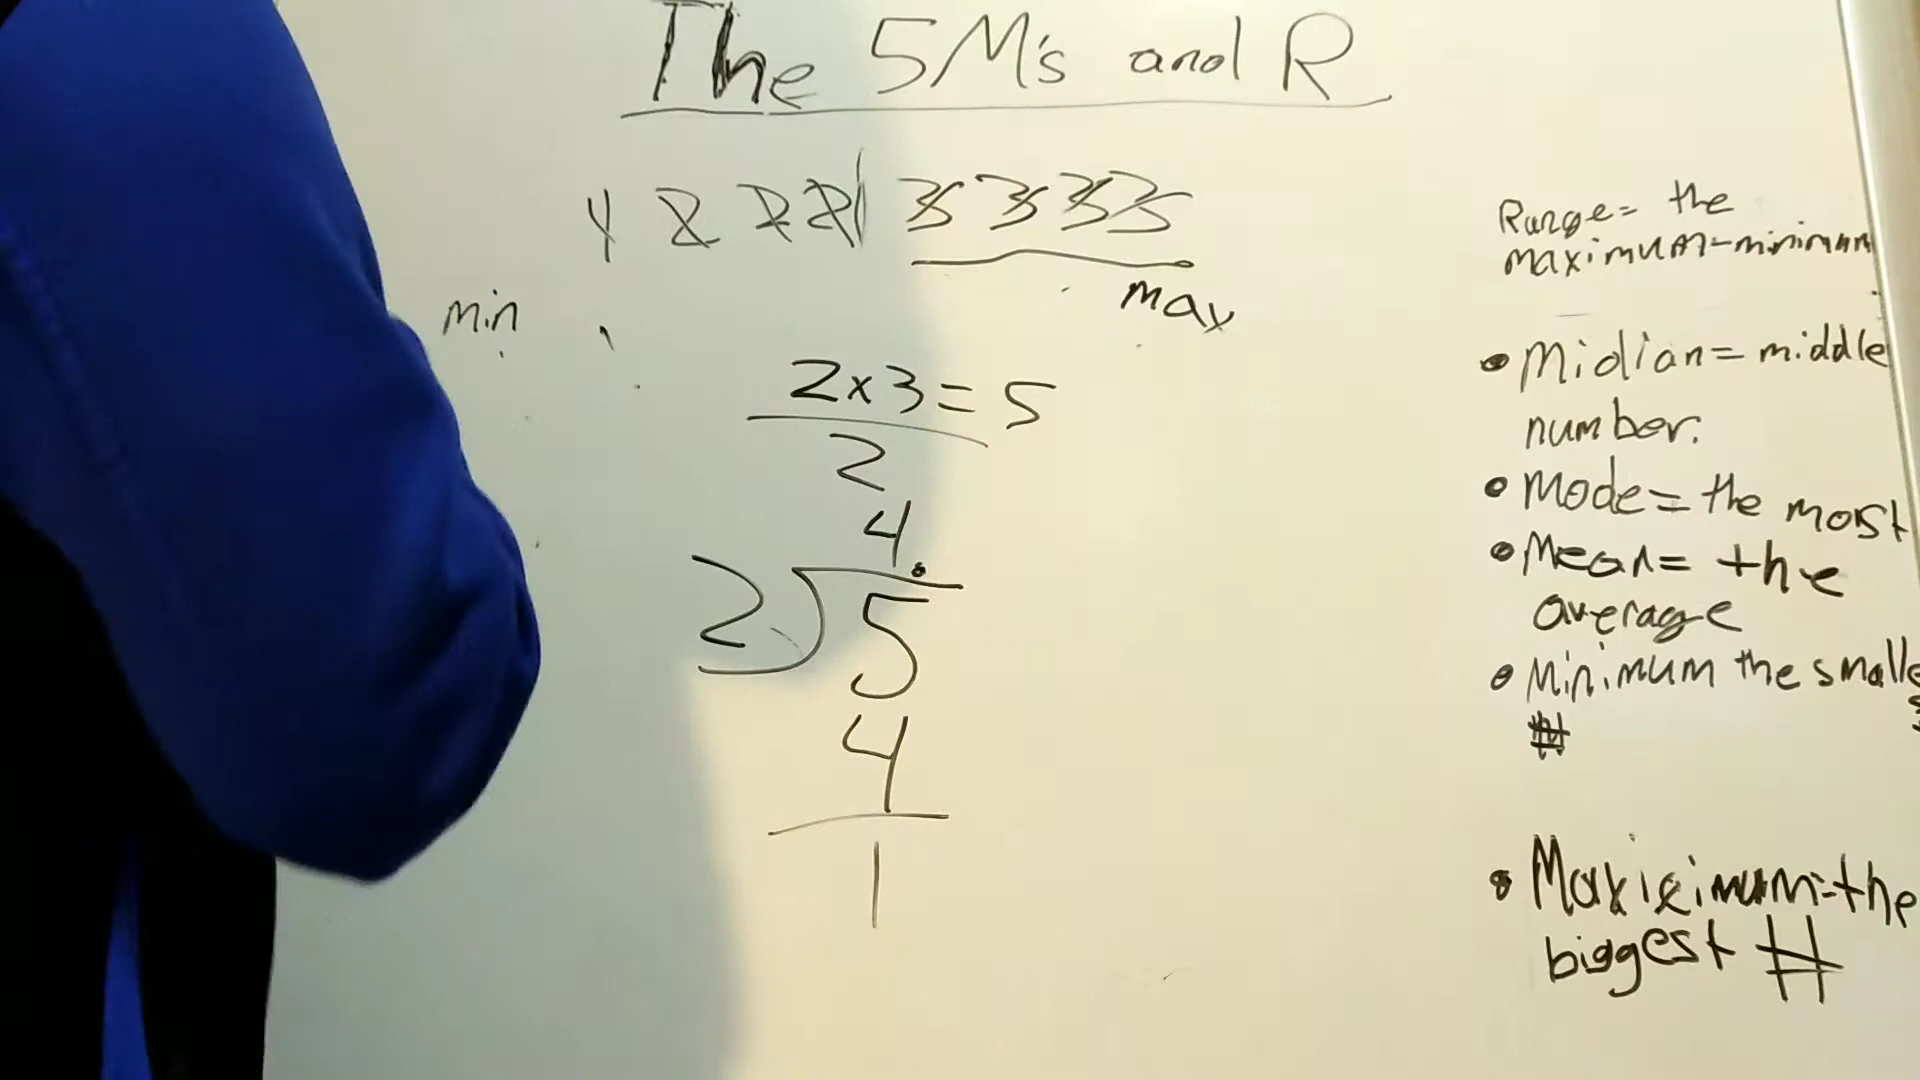 The 5M's and R
2 2 2 3 3 3 3
min
max
2x3 = 5
2
4.
2 5
4
1
Range= the
maximum-minimum
• Midian= middle
number.
• Mode= the most
• Mean= the
average
• Minimum the smalle
#
• Maxiximum-the
biggest #